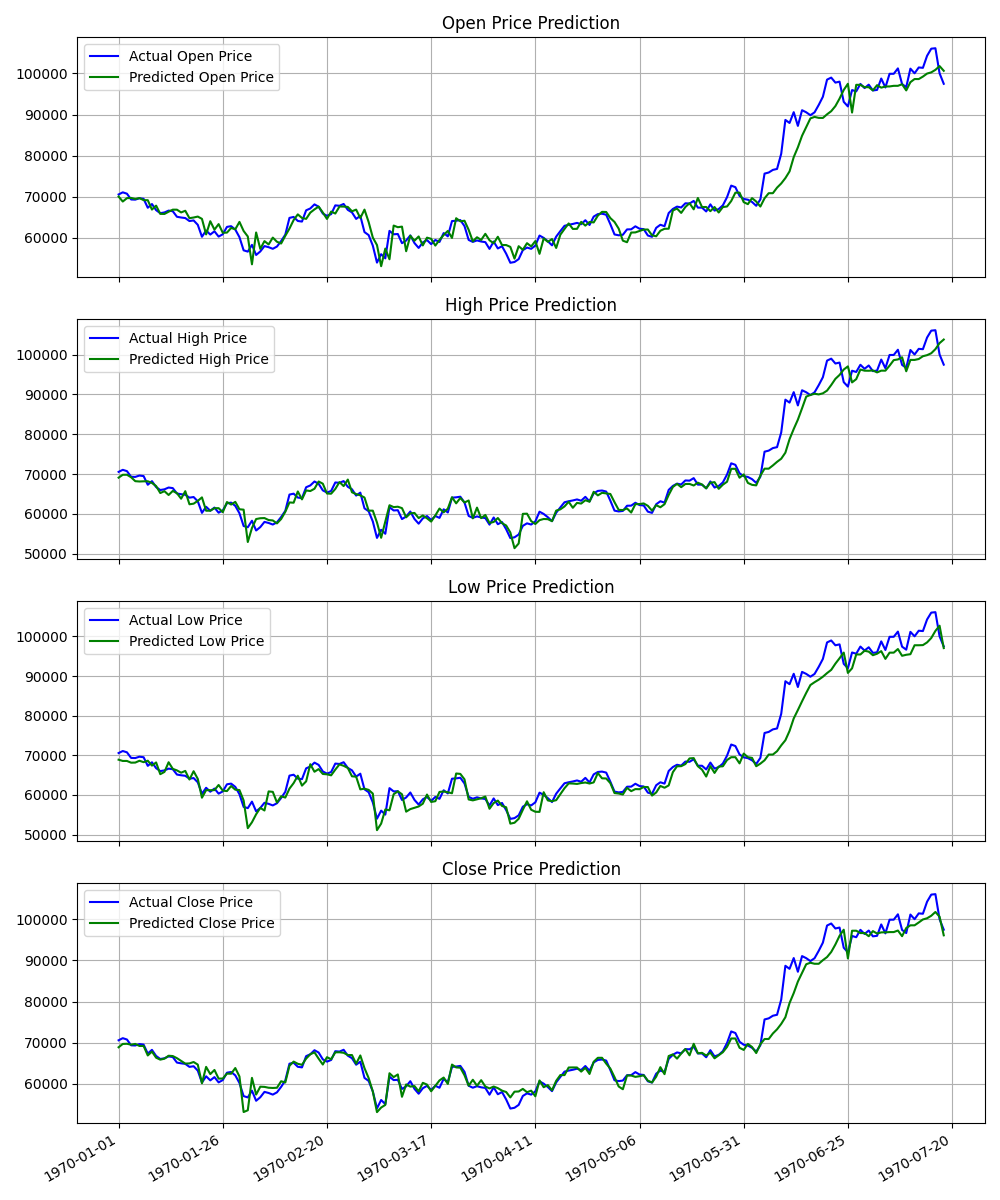 Open Price Prediction
Actual Open Price
Predicted Open Price
100000
90000
80000
70000
60000
High Price Prediction
Actual High Price
Predicted High Price
100000
90000
80000
70000
60000
50000
Low Price Prediction
Actual Low Price
Predicted Low Price
100000
90000
80000
70000
60000
50000
Close Price Prediction
Actual Close Price
Predicted Close Price
100000
90000
80000
70000
60000
1970-01-01
1970-01-26
1970-02-20
1970-03-17
1970-04-11
1970-05-06
1970-05-31
1970-06-25
1970-07-20